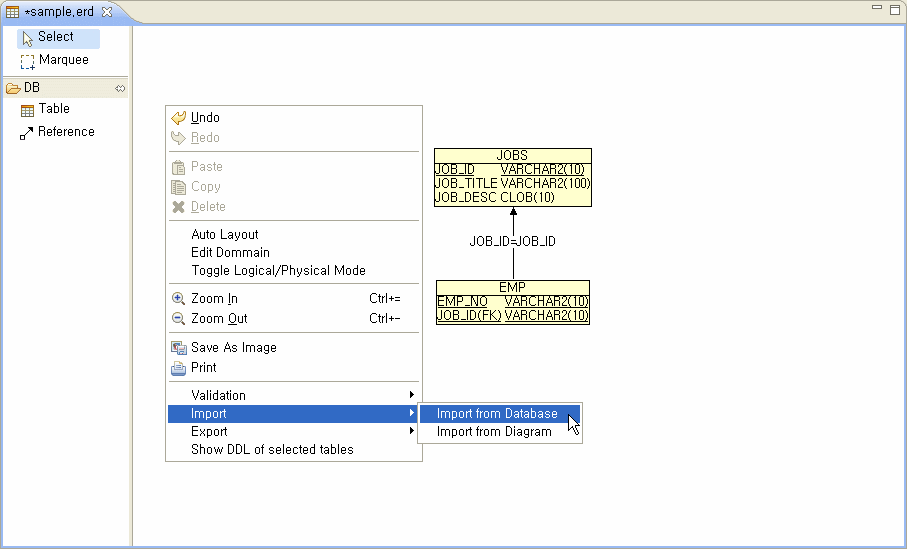 *sample.erd
Select
Marquee
DB
Table
Reference
Undo
Redo
Paste
Copy
Delete
Auto Layout
Edit Dommain
Toggle Logical/Physical Mode
Zoom In Ctrl+=
Zoom Out Ctrl+-
Save As Image
Print
Validation
Import
Export
Show DDL of selected tables
Import from Database
Import from Diagram
JOBS
JOB_ID VARCHAR2(10)
JOB_TITLE VARCHAR2(100)
JOB_DESC CLOB(10)
JOB_ID=JOB_ID
EMP
EMP_NO VARCHAR2(10)
JOB_ID(FK) VARCHAR2(10)